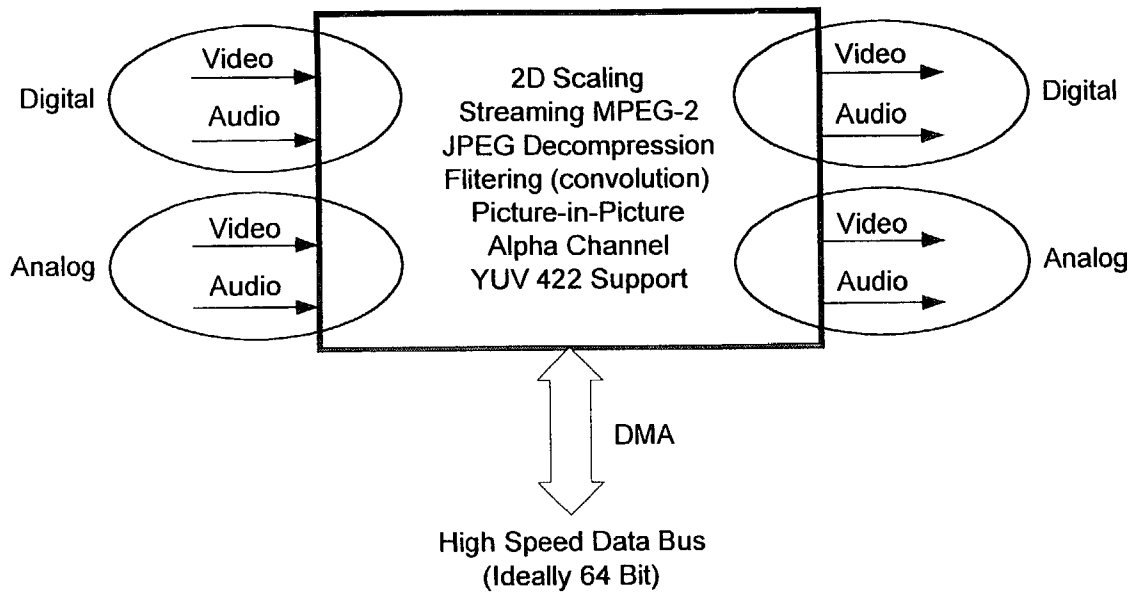 Digital
Video
Audio
Analog
Video
Audio
2D Scaling
Streaming MPEG-2
JPEG Decompression
Flitering (convolution)
Picture-in-Picture
Alpha Channel
YUV 422 Support
Video
Audio
Digital
Video
Audio
Analog
DMA
High Speed Data Bus
(Ideally 64 Bit)